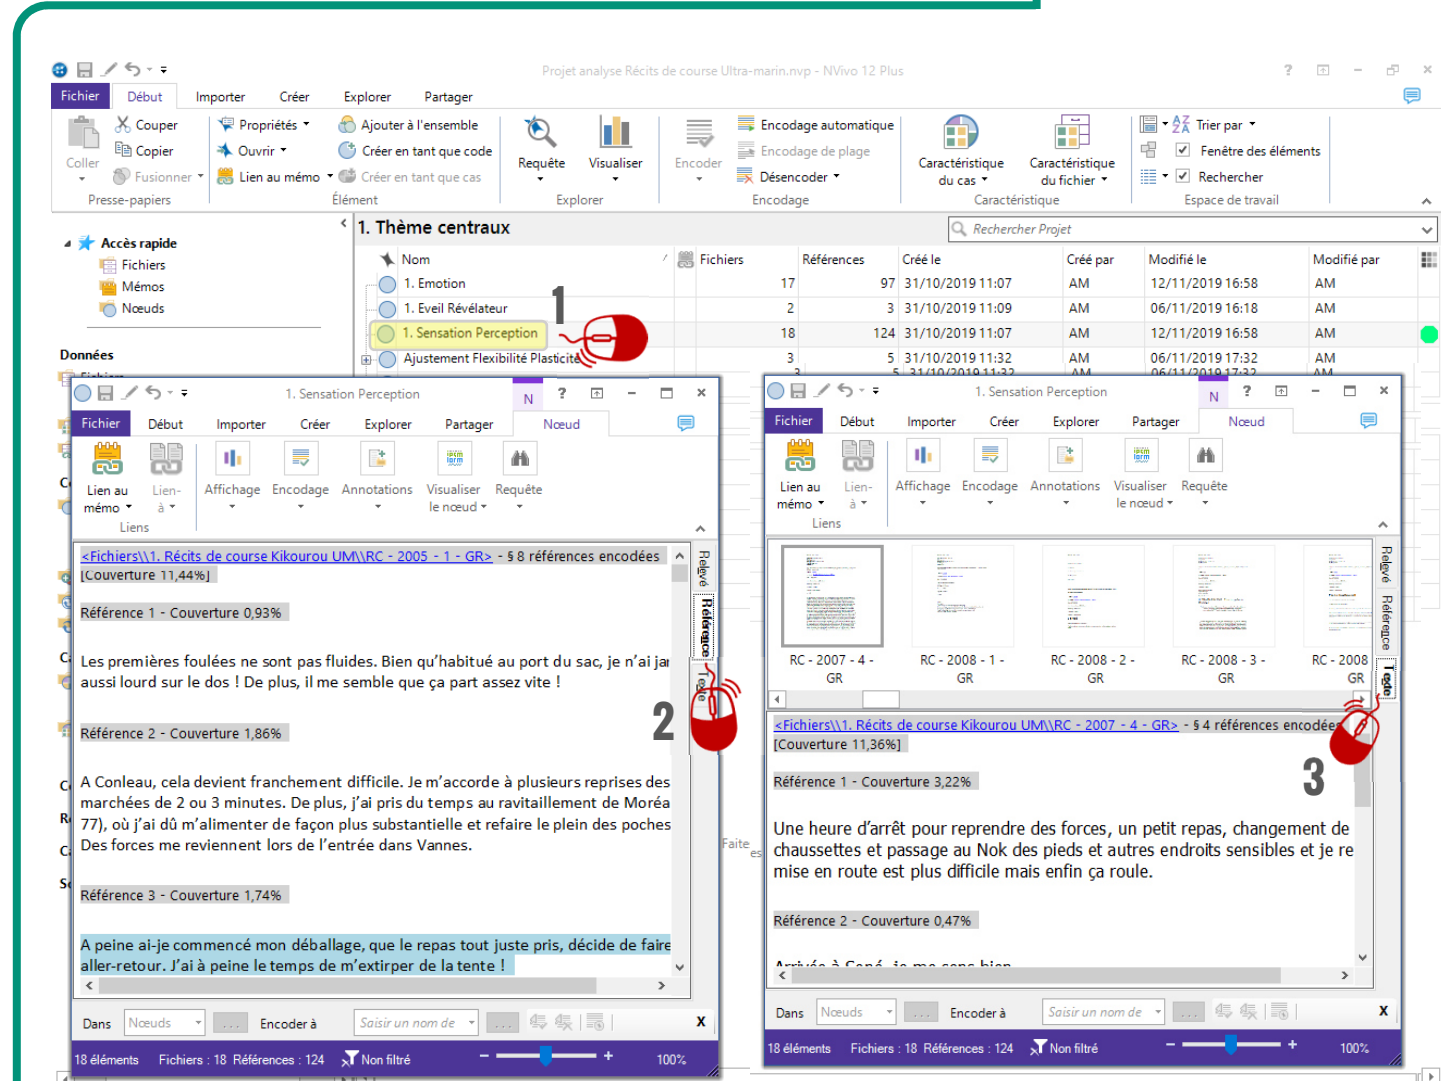 Projet analyse Récits de course Ultra-marin.nvp - NVivo 12 Plus
Fichier Début Importer Créer Explorer Partager
Coller
Couper
Copier
Fusionner
Presse-papiers
Propriétés
Ouvrir
Lien au mémo
Ajouter à l'ensemble
Créer en tant que code
Créer en tant que cas
Élément
Requête Visualiser
Explorer
Encoder
Encodage automatique
Encodage de plage
Désencoder
Encodage
Caractéristique du cas
Caractéristique du fichier
Caractéristique
Trier par
Fenêtre des éléments
Rechercher
Espace de travail
Accès rapide
Fichiers
Mémos
Nœuds
Données
1. Thème centraux
Rechercher Projet
Nom Fichiers Références Créé le Créé par Modifié le Modifié par
1. Emotion 17 97 31/10/2019 11:07 AM 12/11/2019 16:58 AM
1. Eveil Révélateur 2 3 31/10/2019 11:09 AM 06/11/2019 16:18 AM
1. Sensation Perception 18 124 31/10/2019 11:07 AM 12/11/2019 16:58 AM
Ajustement Flexibilité Plasticité 3 5 31/10/2019 11:32 AM 06/11/2019 17:32 AM
1
1. Sensation Perception N
Fichier Début Importer Créer Explorer Partager Nœud
Lien au mémo
Lien-à
Affichage Encodage Annotations Visualiser le nœud Requête
Liens
<Fichiers\\1. Récits de course Kikourou UM\\RC - 2005 - 1 - GR> - § 8 références encodées
[Couverture 11,44%]
Référence 1 - Couverture 0,93%
Les premières foulées ne sont pas fluides. Bien qu'habitué au port du sac, je n'ai jar
aussi lourd sur le dos ! De plus, il me semble que ça part assez vite !
Référence 2 - Couverture 1,86%
A Conleau, cela devient franchement difficile. Je m'accorde à plusieurs reprises des
marchées de 2 ou 3 minutes. De plus, j'ai pris du temps au ravitaillement de Moréa
77), où j'ai dû m'alimenter de façon plus substantielle et refaire le plein des poches
Des forces me reviennent lors de l'entrée dans Vannes.
Référence 3 - Couverture 1,74%
A peine ai-je commencé mon déballage, que le repas tout juste pris, décide de faire
aller-retour. J'ai à peine le temps de m'extirper de la tente !
Relevé
Référence
Texte
2
Dans Nœuds ... Encoder à Saisir un nom de ... X
18 éléments Fichiers : 18 Références : 124 Non filtré 100%
Faite
es
1. Sensation Perception N
Fichier Début Importer Créer Explorer Partager Nœud
Lien au mémo
Lien-à
Affichage Encodage Annotations Visualiser le nœud Requête
Liens
RC - 2007 - 4 - GR
RC - 2008 - 1 - GR
RC - 2008 - 2 - GR
RC - 2008 - 3 - GR
RC - 2008 GR
Relevé
Référence
Texte
<Fichiers\\1. Récits de course Kikourou UM\\RC - 2007 - 4 - GR> - § 4 références encodées
[Couverture 11,36%]
Référence 1 - Couverture 3,22%
3
Une heure d'arrêt pour reprendre des forces, un petit repas, changement de
chaussettes et passage au Nok des pieds et autres endroits sensibles et je re
mise en route est plus difficile mais enfin ça roule.
Référence 2 - Couverture 0,47%
Arrivée à Séné, je me sens bien
Dans Nœuds ... Encoder à Saisir un nom de ... X
18 éléments Fichiers : 18 Références : 124 Non filtré 100%